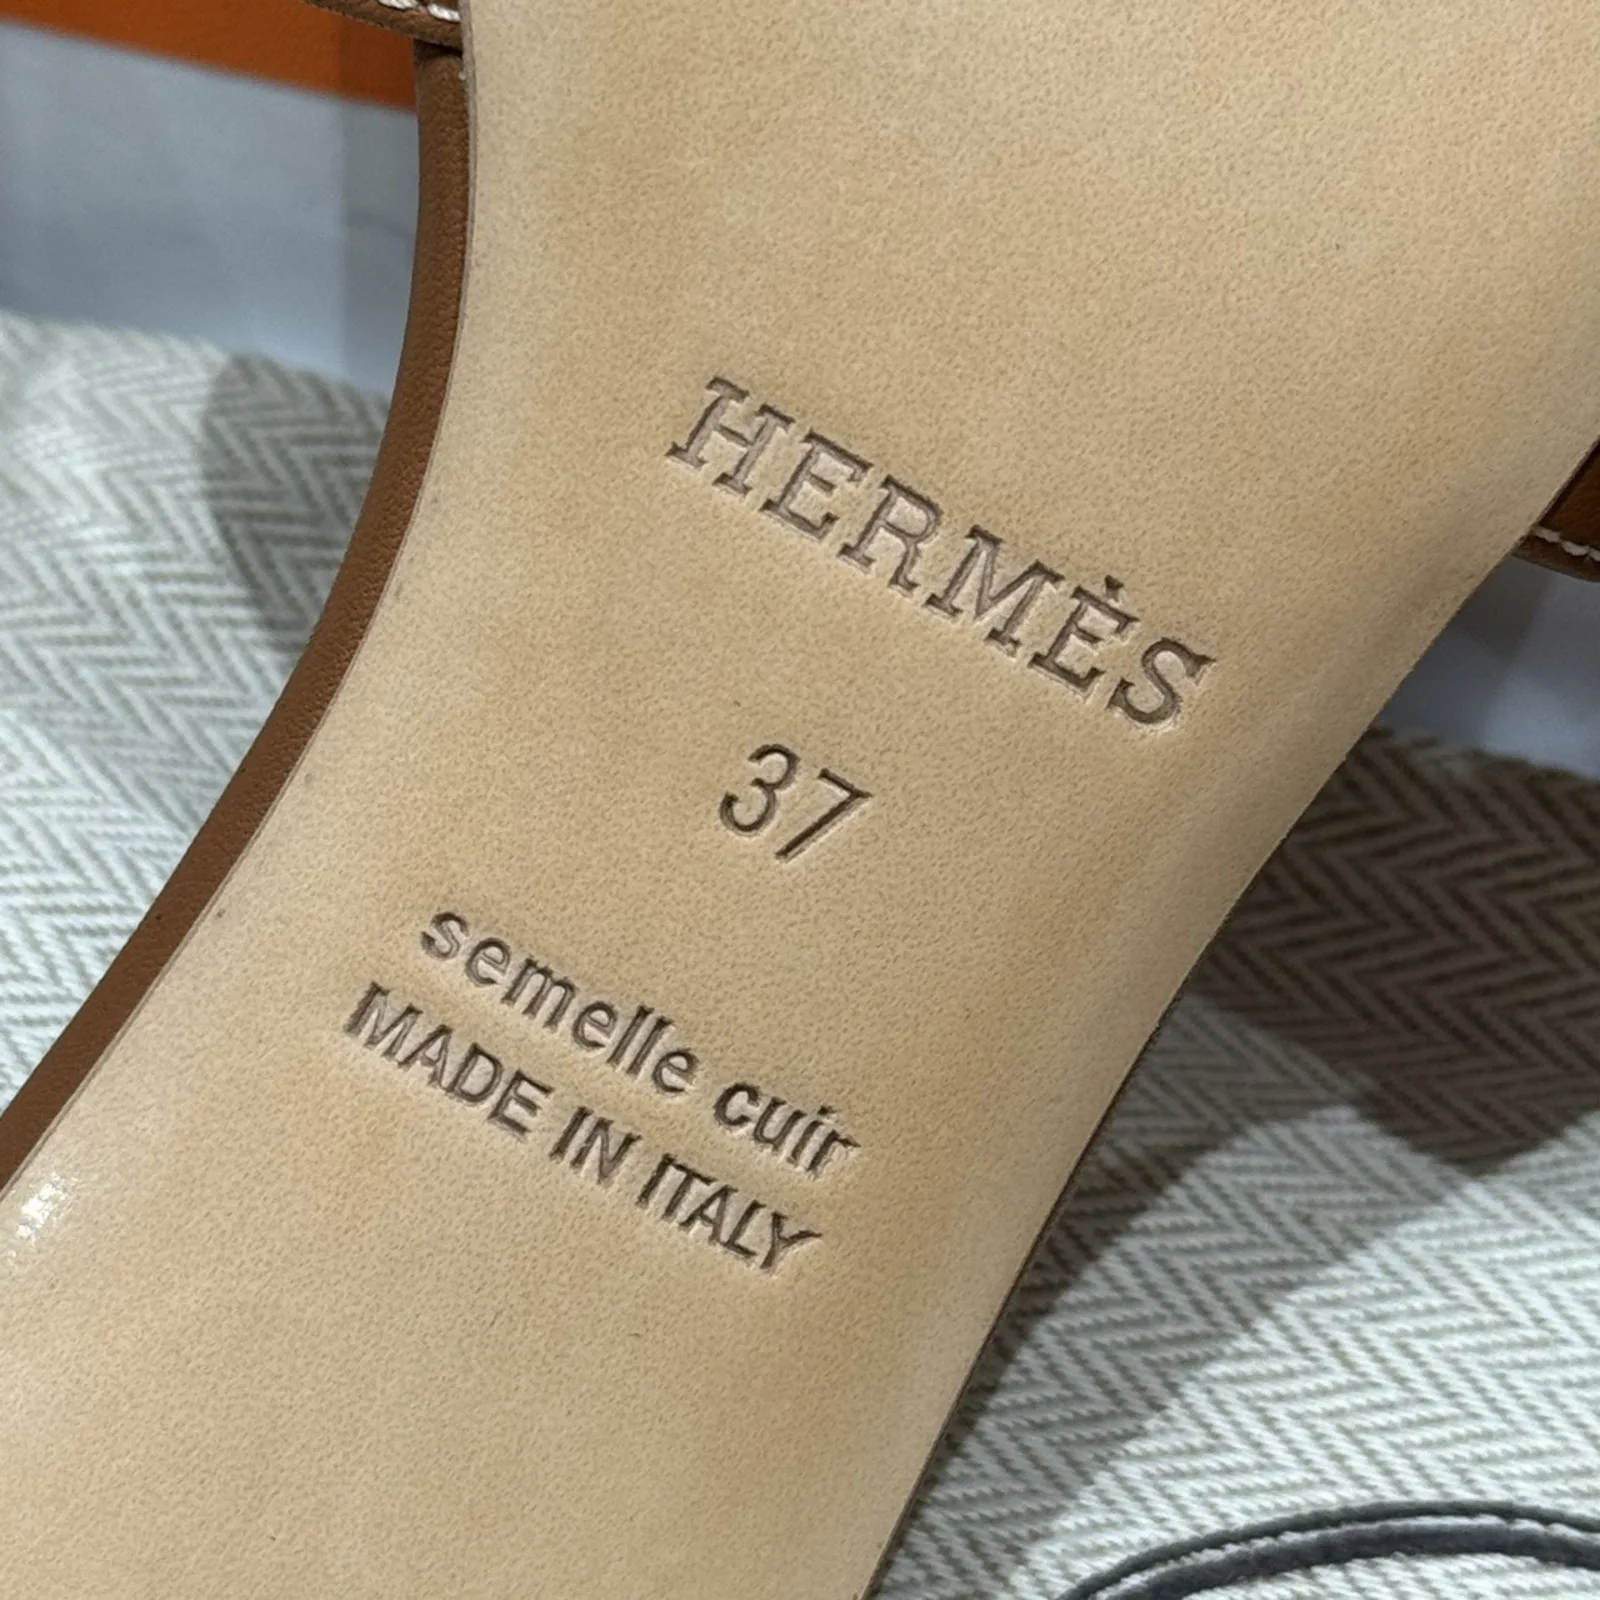 HERMÈS
37
semelle cuir
MADE IN ITALY